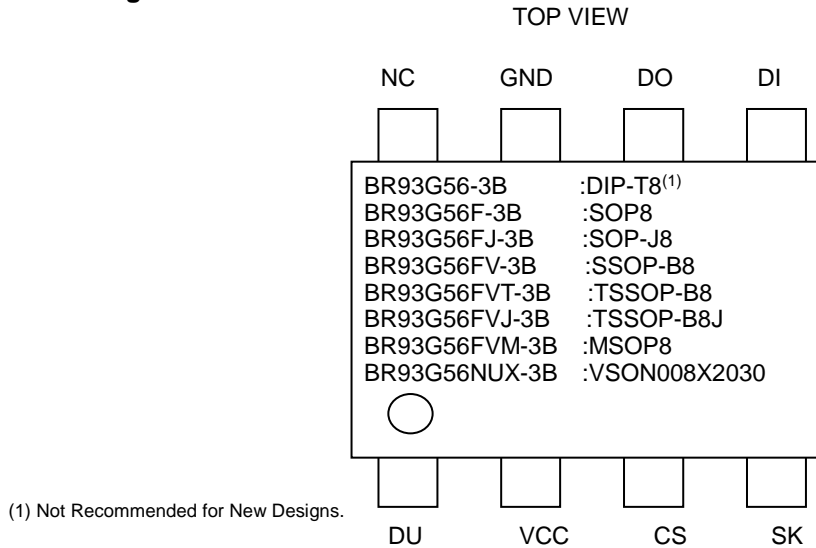 TOP VIEW
NC GND DO DI
BR93G56-3B :DIP-T8(1)
BR93G56F-3B :SOP8
BR93G56FJ-3B :SOP-J8
BR93G56FV-3B :SSOP-B8
BR93G56FVT-3B :TSSOP-B8
BR93G56FVJ-3B :TSSOP-B8J
BR93G56FVM-3B :MSOP8
BR93G56NUX-3B :VSON008X2030
(1) Not Recommended for New Designs.
DU VCC CS SK